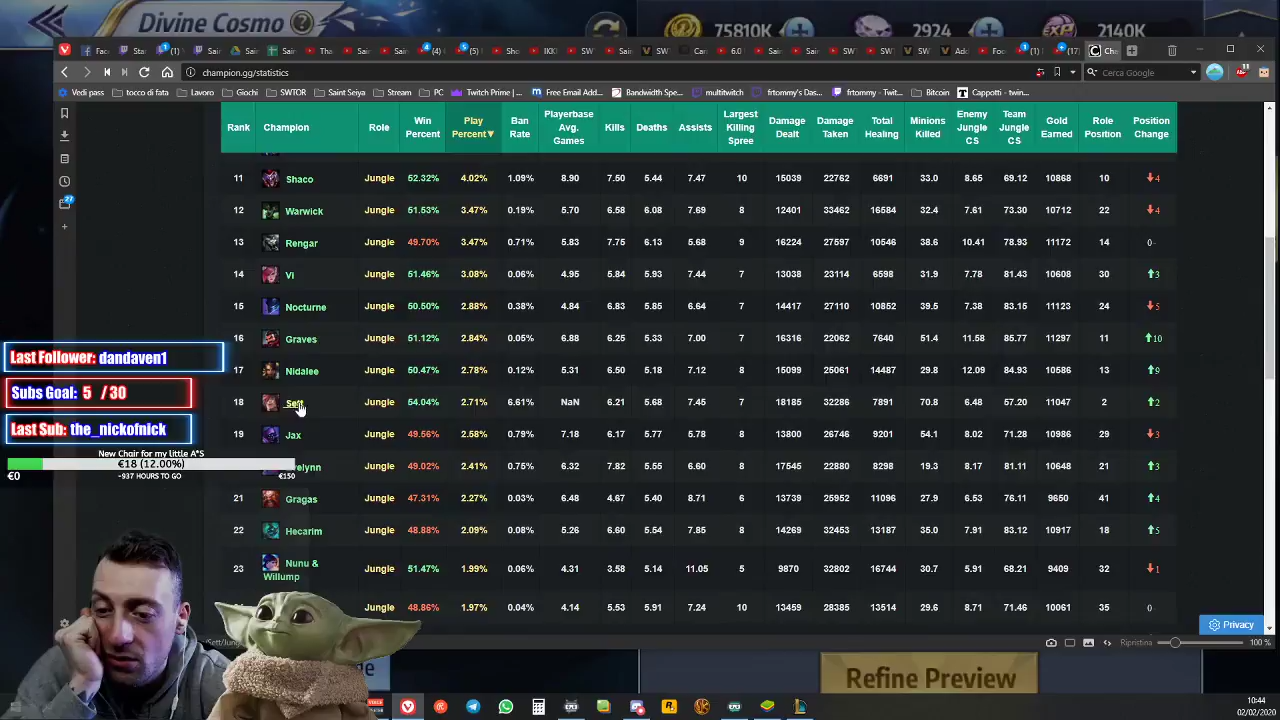 Divine Cosmo ?
75810K 2924 EXP 2140K
champion.gg/statistics
Cerca Google
Vedi pass tocco di fata Lavoro Giochi SWTOR Saint Seiya Stream PC Twitch Prime |... Free Email Add... Bandwidth Spe... multitwitch frtommy's Das... frtommy - Twit... Bitcoin Cappotti - twin...
Rank Champion Role Win Percent Play Percent▼ Ban Rate Playerbase Avg. Games Kills Deaths Assists Largest Killing Spree Damage Dealt Damage Taken Total Healing Minions Killed Enemy Jungle CS Team Jungle CS Gold Earned Role Position Position Change
11 Shaco Jungle 52.32% 4.02% 1.09% 8.90 7.50 5.44 7.47 10 15039 22762 6691 33.0 8.65 69.12 10868 10 4
12 Warwick Jungle 51.53% 3.47% 0.19% 5.70 6.58 6.08 7.69 8 12401 33462 16584 32.4 7.61 73.30 10712 22 4
13 Rengar Jungle 49.70% 3.47% 0.71% 5.83 7.75 6.13 5.68 9 16224 27597 10546 38.6 10.41 78.93 11172 14 0
14 Vi Jungle 51.46% 3.08% 0.06% 4.95 5.84 5.93 7.44 7 13038 23114 6598 31.9 7.78 81.43 10608 30 3
15 Nocturne Jungle 50.50% 2.88% 0.38% 4.84 6.83 5.85 6.64 7 14417 27110 10852 39.5 7.38 83.15 11123 24 5
16 Graves Jungle 51.12% 2.84% 0.05% 6.88 6.25 5.33 7.00 7 16316 22062 7640 51.4 11.58 85.77 11297 11 10
17 Nidalee Jungle 50.47% 2.78% 0.12% 5.31 6.50 5.18 7.12 8 15099 25061 14487 29.8 12.09 84.93 10585 13 9
18 Sett Jungle 54.04% 2.71% 6.61% NaN 6.21 5.68 7.45 7 18185 32286 7891 70.8 6.48 57.20 11047 2 2
19 Jax Jungle 49.56% 2.58% 0.79% 7.18 6.17 5.77 5.78 8 13800 26746 9201 54.1 8.02 71.28 10986 29 3
velynn Jungle 49.02% 2.41% 0.75% 6.32 7.82 5.55 6.60 8 17545 22880 8298 19.3 8.17 81.11 10648 21 3
21 Gragas Jungle 47.31% 2.27% 0.03% 6.48 4.67 5.40 8.71 6 13739 25952 11096 27.9 6.53 76.11 9650 41 4
22 Hecarim Jungle 48.88% 2.09% 0.08% 5.26 6.60 5.54 7.85 8 14269 32453 13187 35.0 7.91 83.12 10917 18 5
23 Nunu & Willump Jungle 51.47% 1.99% 0.06% 4.31 3.58 5.14 11.05 5 9870 32802 16744 30.7 5.91 68.21 9409 32 1
Jungle 48.86% 1.97% 0.04% 4.14 5.53 5.91 7.24 10 13455 28385 13514 29.6 8.71 71.46 10061 35 0
Last Follower: dandaven1
Subs Goal: 5 / 30
Last Sub: the_nickofnick
New Chair for my little A*S
€18 (12.00%)
€0 -937 HOURS TO GO €150
Privacy
Ripristina 100 %
Refine Preview
10:44
02/02/2020